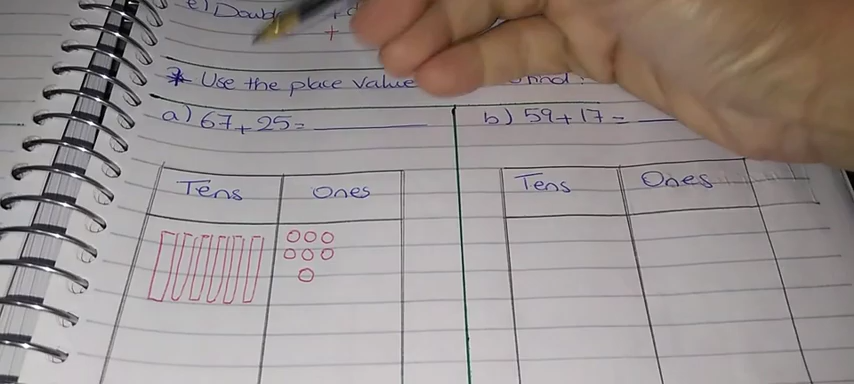 e) Doub
+
* Use the place value
a) 67+25=
b) 59+17=
Tens Ones
Tens Ones